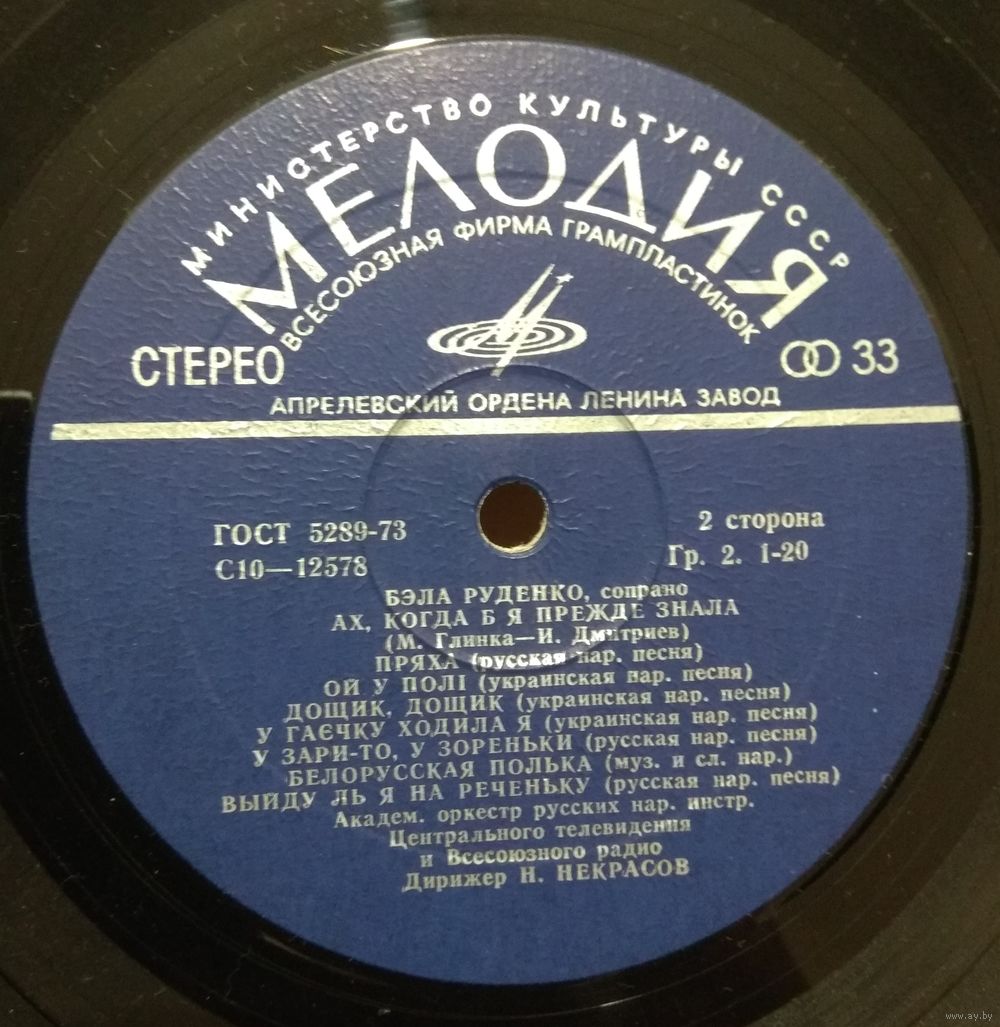 МИНИСТЕРСТВО КУЛЬТУРЫ СССР
МЕЛОДИЯ
ВСЕСОЮЗНАЯ ФИРМА ГРАМПЛАСТИНОК
СТЕРЕО
33
АПРЕЛЕВСКИЙ ОРДЕНА ЛЕНИНА ЗАВОД
ГОСТ 5289-73
2 сторона
С10—12578
Гр. 2. 1-20
БЭЛА РУДЕНКО, сопрано
АХ, КОГДА Б Я ПРЕЖДЕ ЗНАЛА
(М. Глинка—И. Дмитриев)
ПРЯХА (русская нар. песня)
ОЙ У ПОЛІ (украинская нар. песня)
ДОЩИК, ДОЩИК (украинская нар. песня)
У ГАЄЧКУ ХОДИЛА Я (украинская нар. песня)
У ЗАРИ-ТО, У ЗОРЕНЬКИ (русская нар. песня)
БЕЛОРУССКАЯ ПОЛЬКА (муз. и сл. нар.)
ВЫЙДУ ЛЬ Я НА РЕЧЕНЬКУ (русская нар. песня)
Академ. оркестр русских нар. инстр.
Центрального телевидения
и Всесоюзного радио
Дирижер Н. НЕКРАСОВ
www.ay.by